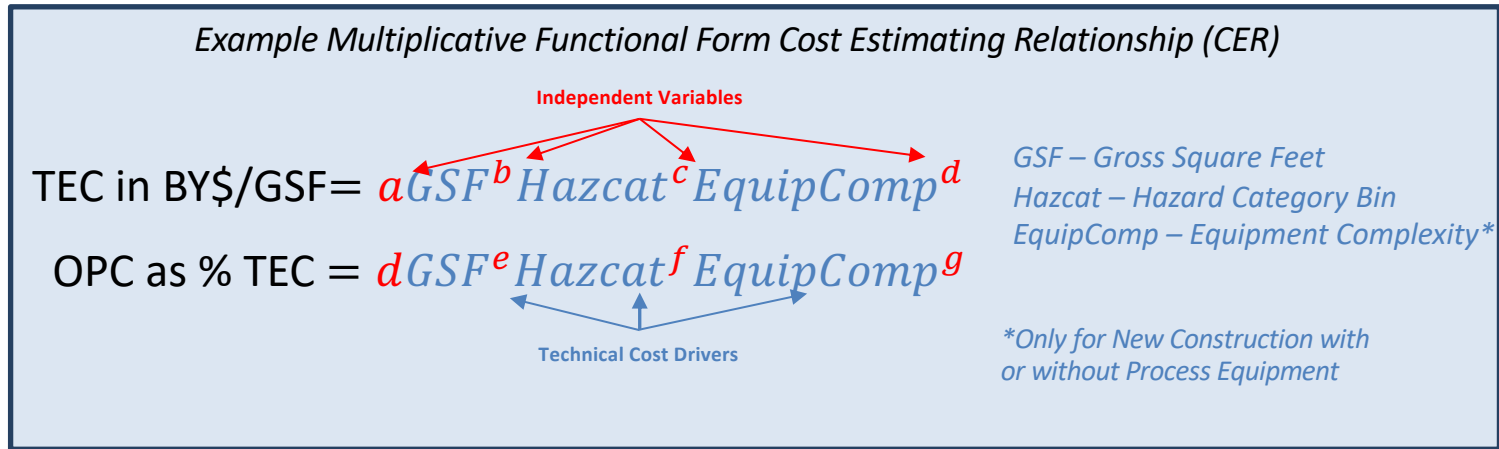 Example Multiplicative Functional Form Cost Estimating Relationship (CER)
Independent Variables
TEC in BY$/GSF= aGSF^b Hazcat^c EquipComp^d
OPC as % TEC = dGSF^e Hazcat^f EquipComp^g
Technical Cost Drivers
GSF – Gross Square Feet
Hazcat – Hazard Category Bin
EquipComp – Equipment Complexity*
*Only for New Construction with
or without Process Equipment